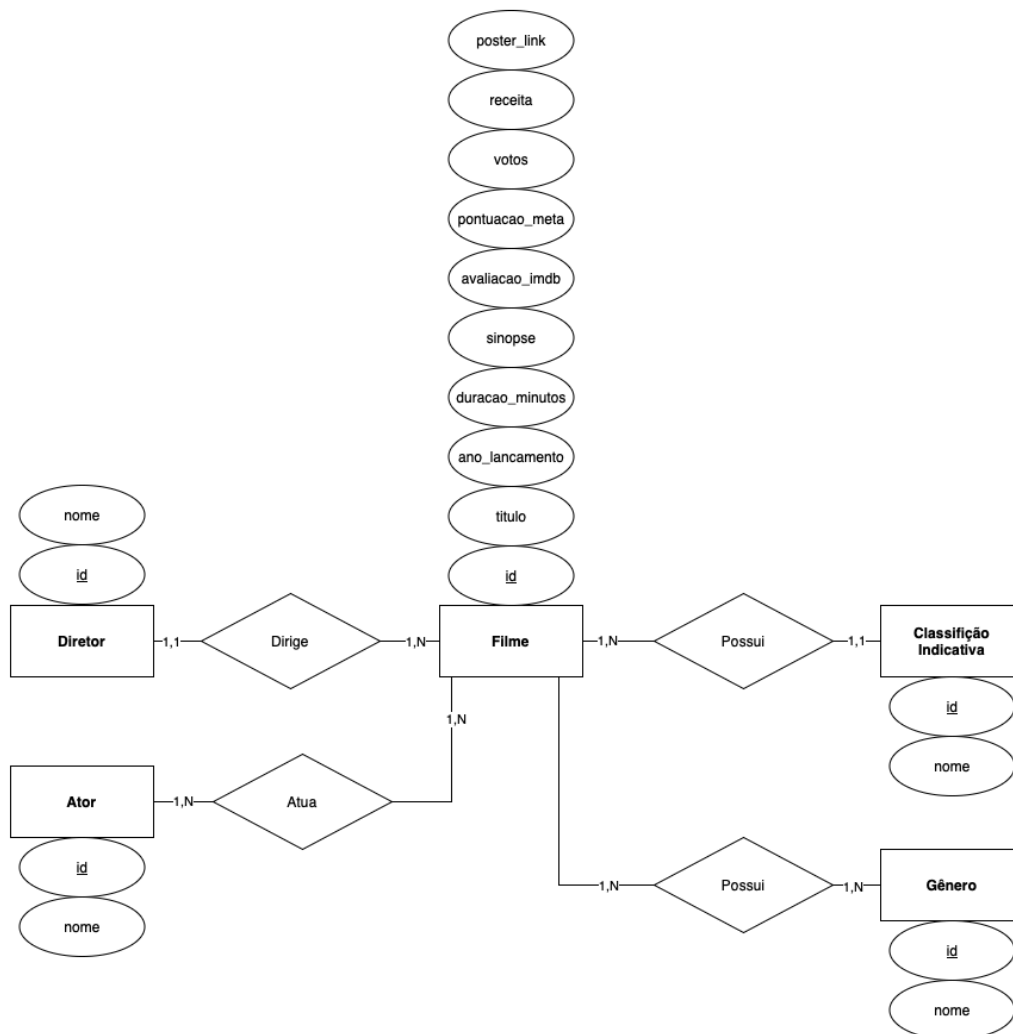 poster_link
receita
votos
pontuacao_meta
avaliacao_imdb
sinopse
duracao_minutos
ano_lancamento
nome
titulo
id
id
Diretor
1,1
Dirige
1,N
Filme
1,N
Possui
1,1
Classifição
Indicativa
id
1,N
nome
Ator
1,N
Atua
id
nome
1,N
Possui
1,N
Gênero
id
nome